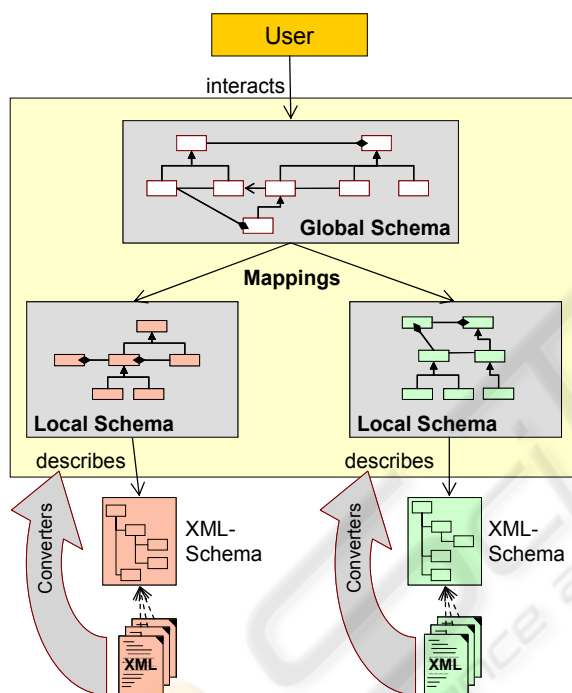 User
interacts
Global Schema
Mappings
Local Schema
Local Schema
describes
describes
Converters
XML-
Schema
Converters
XML-
Schema
XML
XML